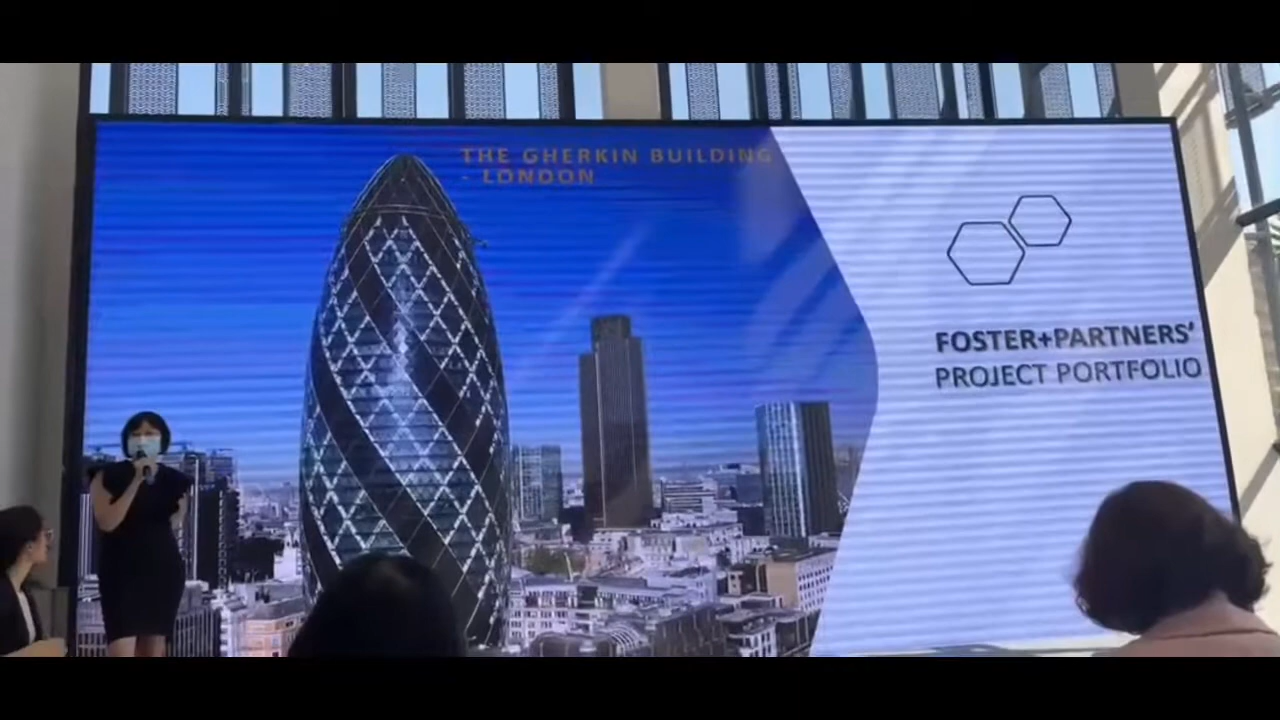 THE GHERKIN BUILDING
- LONDON
FOSTER+PARTNERS'
PROJECT PORTFOLIO